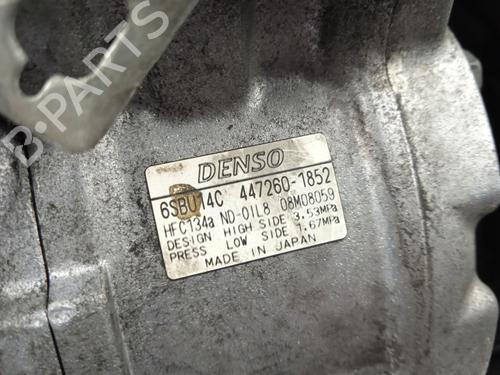 B-PARTS
DENSO
6SBU14C 447260-1852
HFC134a ND-OIL8 08M08059
DESIGN HIGH SIDE 3.53MPa
PRESS LOW SIDE 1.67MPa
MADE IN JAPAN